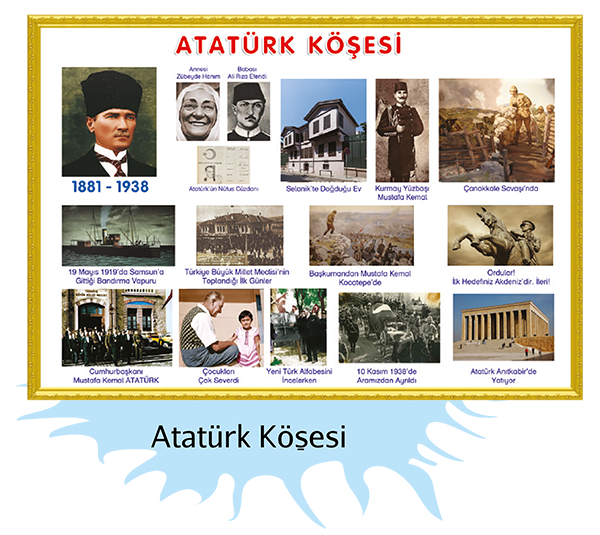 ATATÜRK KÖŞESİ
Annesi
Zübeyde Hanım
Babası
Ali Rıza Efendi
1881 - 1938
Atatürk'ün Nüfus Cüzdanı
Selanik'te Doğduğu Ev
Kurmay Yüzbaşı
Mustafa Kemal
Çanakkale Savaşı'nda
19 Mayıs 1919'da Samsun'a
Gittiği Bandırma Vapuru
Türkiye Büyük Millet Meclisi'nin
Toplandığı İlk Günler
Başkumandan Mustafa Kemal
Kocatepe'de
Ordular!
İlk Hedefiniz Akdeniz'dir. İleri!
Cumhurbaşkanı
Mustafa Kemal ATATÜRK
Çocukları
Çok Severdi
Yeni Türk Alfabesini
İncelerken
10 Kasım 1938'de
Aramızdan Ayrıldı
Atatürk Anıtkabir'de
Yatıyor
Atatürk Köşesi